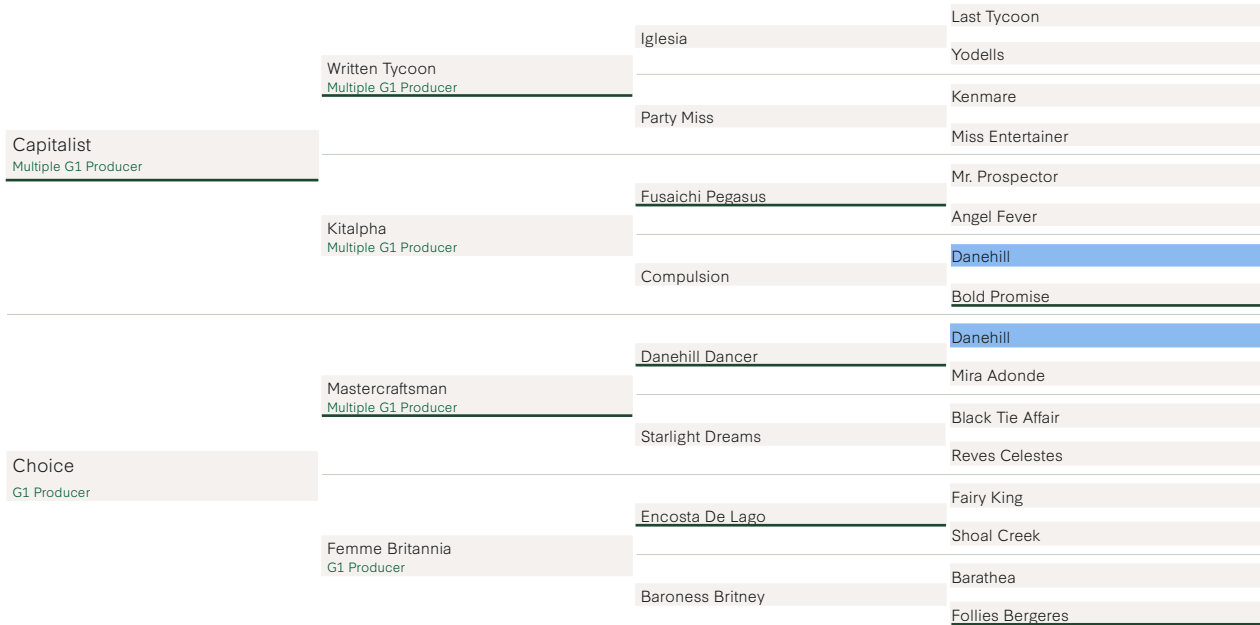 Capitalist
Multiple G1 Producer
Choice
G1 Producer
Written Tycoon
Multiple G1 Producer
Kitalpha
Multiple G1 Producer
Mastercraftsman
Multiple G1 Producer
Femme Britannia
G1 Producer
Iglesia
Party Miss
Fusaichi Pegasus
Compulsion
Danehill Dancer
Starlight Dreams
Encosta De Lago
Baroness Britney
Last Tycoon
Yodells
Kenmare
Miss Entertainer
Mr. Prospector
Angel Fever
Danehill
Bold Promise
Danehill
Mira Adonde
Black Tie Affair
Reves Celestes
Fairy King
Shoal Creek
Barathea
Follies Bergeres